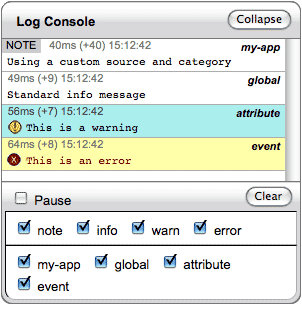 Log Console Collapse
NOTE 40ms (+40) 15:12:42 my-app
Using a custom source and category
49ms (+9) 15:12:42 global
Standard info message
56ms (+7) 15:12:42 attribute
This is a warning
64ms (+8) 15:12:42 event
This is an error
Pause Clear
note info warn error
my-app global attribute
event